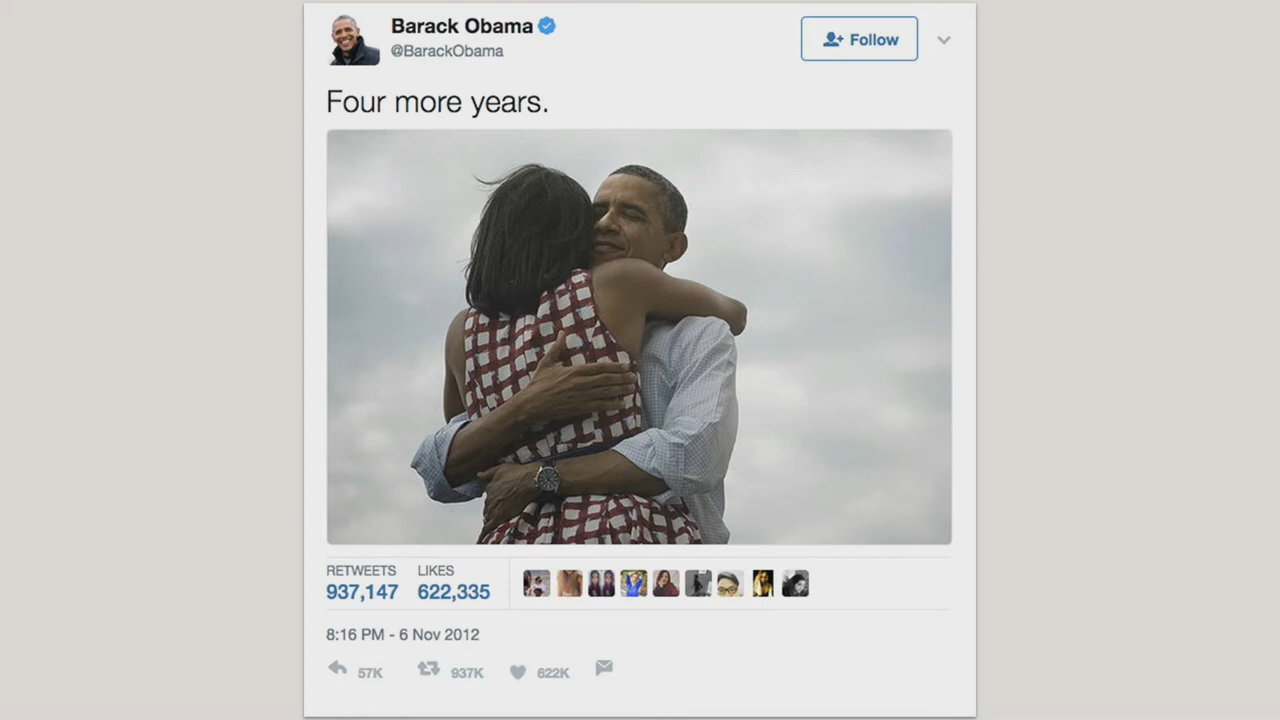 Barack Obama
@BarackObama
Follow
Four more years.
RETWEETS LIKES
937,147 622,335
8:16 PM - 6 Nov 2012
57K 937K 622K